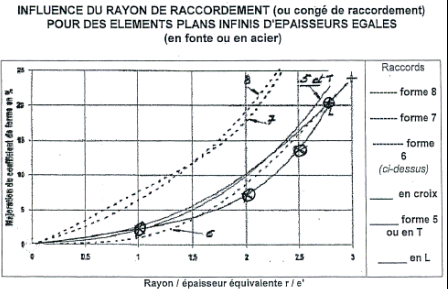 INFLUENCE DU RAYON DE RACCORDEMENT (ou congé de raccordement)
POUR DES ELEMENTS PLANS INFINIS D'EPAISSEURS EGALES
(en fonte ou en acier)
Majoration du coefficient de forme en %
25
20
15
10
5
0
0
0.5
1
1.5
2
2.5
3
8
7
6
5 et T
L
+
Rayon / épaisseur équivalente r / e'
Raccords
forme 8
forme 7
forme
6
(ci-dessus)
en croix
forme 5
ou en T
en L